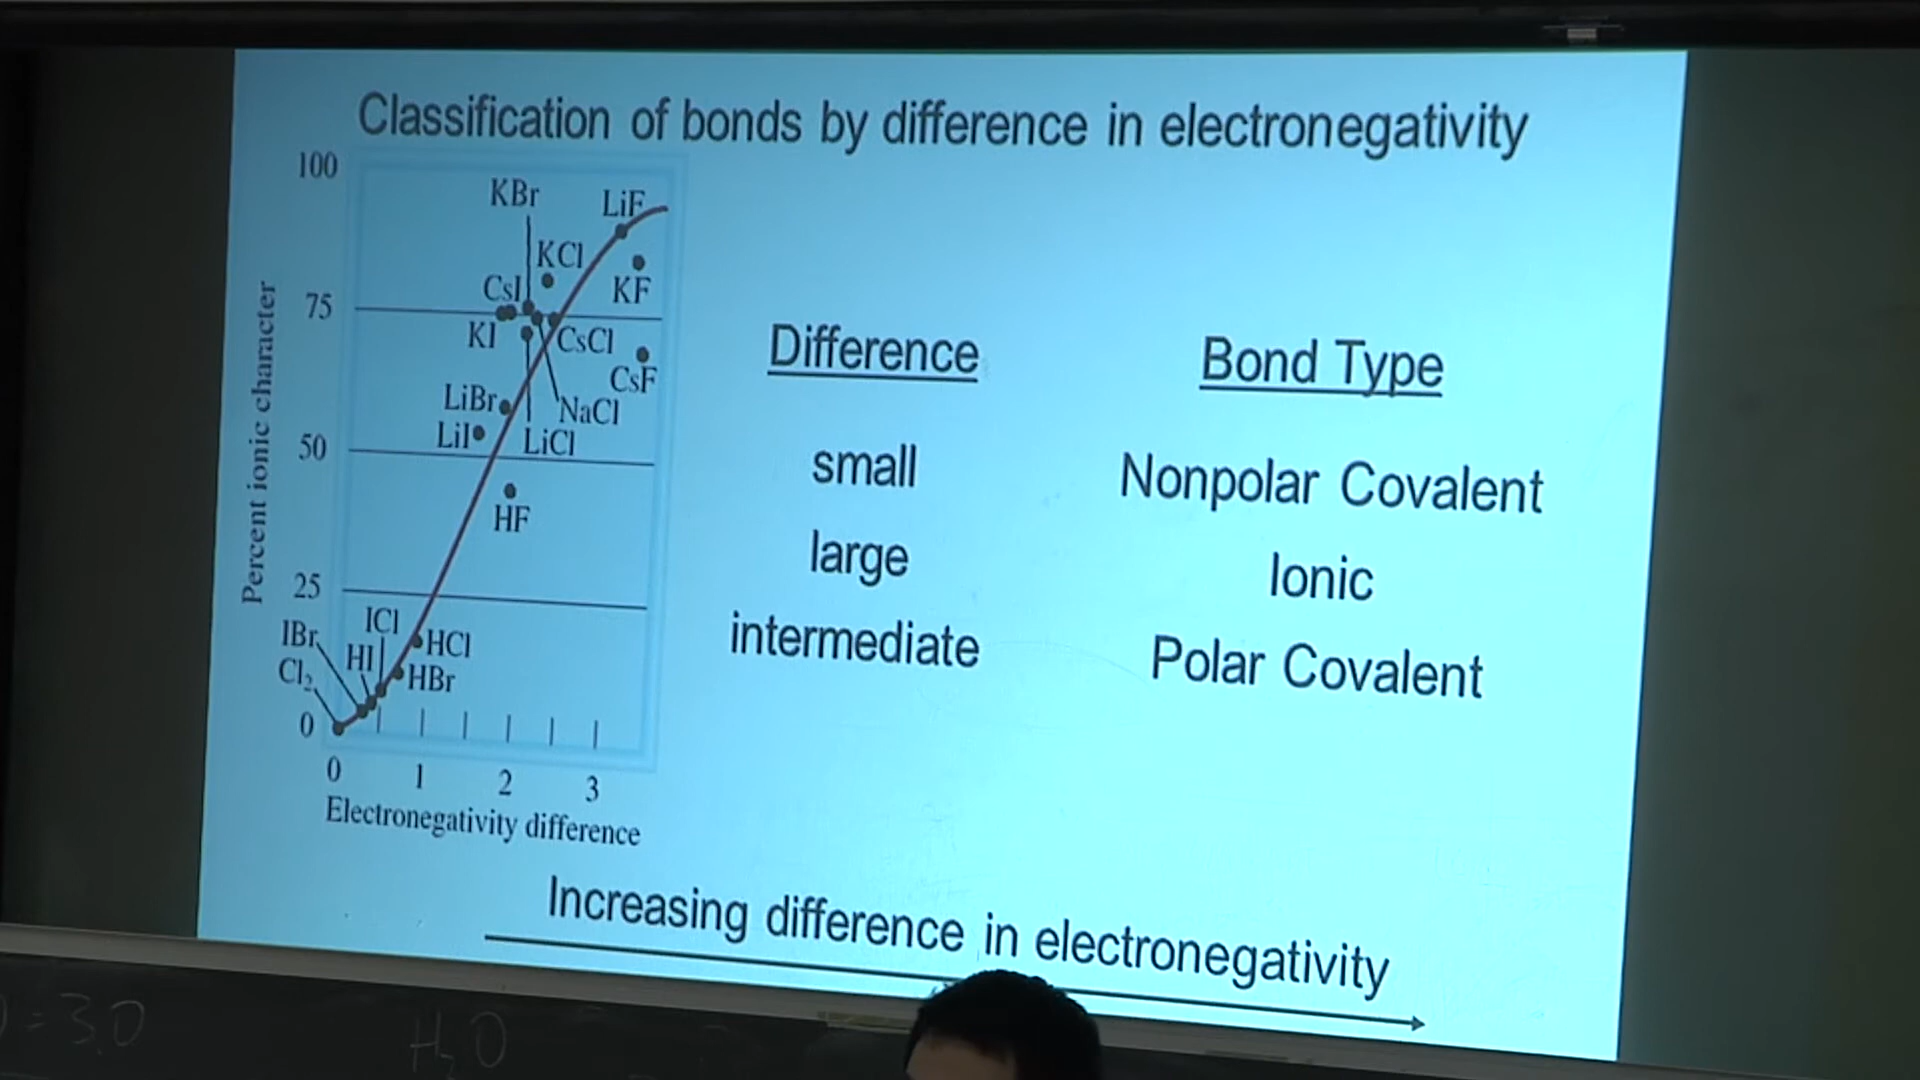 Classification of bonds by difference in electronegativity
100
75
50
25
0
Percent ionic character
KBr
LiF
KCl
CsI
KF
KI
CsCl
CsF
LiBr
NaCl
LiI
LiCl
HF
ICl
IBr
HCl
HI
Cl₂
HBr
0 1 2 3
Electronegativity difference
Difference Bond Type
small Nonpolar Covalent
large Ionic
intermediate Polar Covalent
Increasing difference in electronegativity
= 3.0
H₂O